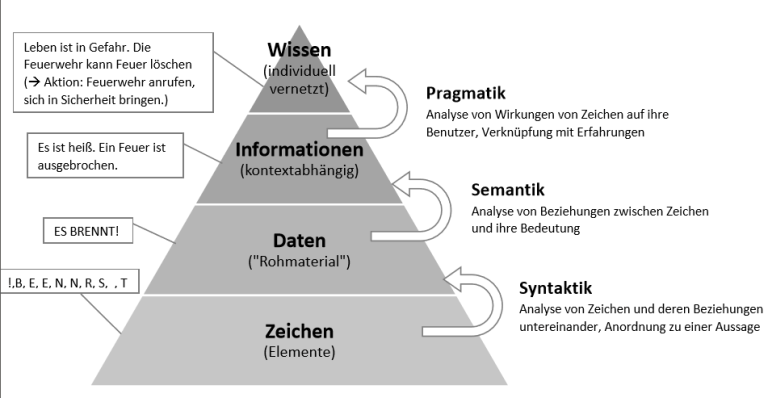 Leben ist in Gefahr. Die
Feuerwehr kann Feuer löschen
(→ Aktion: Feuerwehr anrufen,
sich in Sicherheit bringen.)
Wissen
(individuell
vernetzt)
Pragmatik
Analyse von Wirkungen von Zeichen auf ihre
Benutzer, Verknüpfung mit Erfahrungen
Es ist heiß. Ein Feuer ist
ausgebrochen.
Informationen
(kontextabhängig)
Semantik
Analyse von Beziehungen zwischen Zeichen
und ihre Bedeutung
ES BRENNT!
Daten
("Rohmaterial")
!,B, E, E, N, N, R, S, , T
Syntaktik
Analyse von Zeichen und deren Beziehungen
untereinander, Anordnung zu einer Aussage
Zeichen
(Elemente)